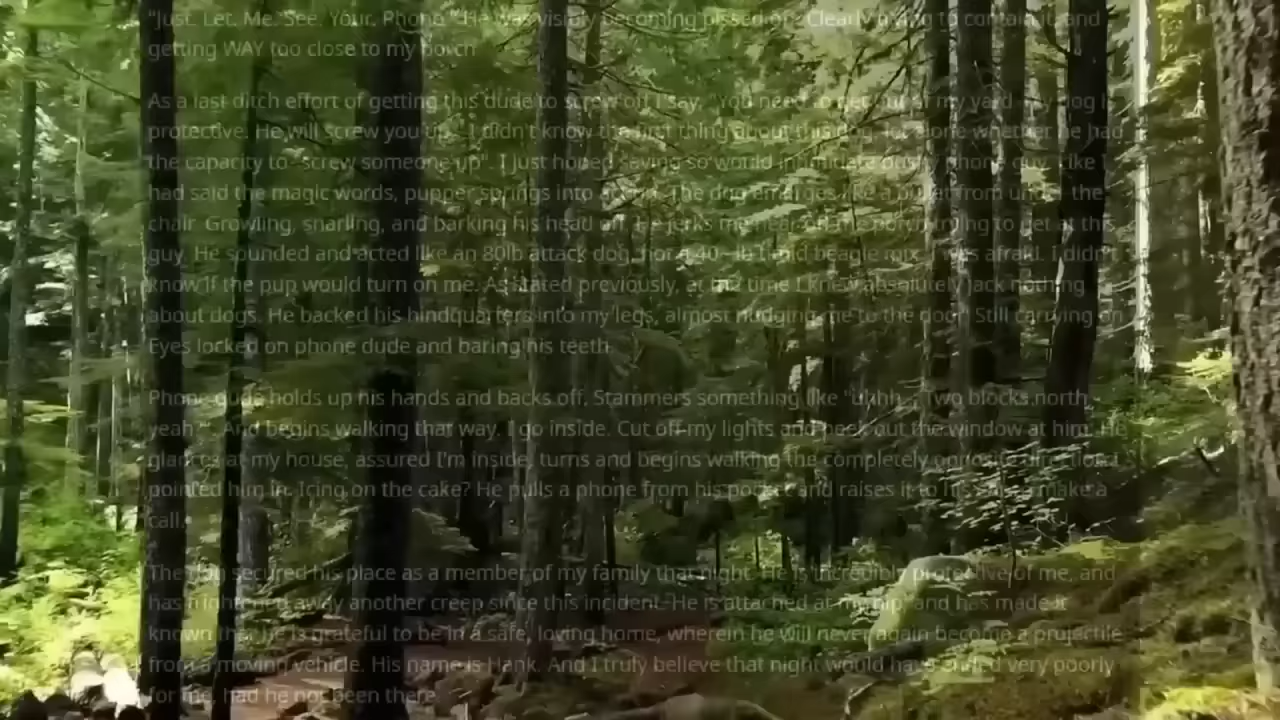 "Just. Let. Me. See. Your. Phone." He was visibly becoming pissed off. Clearly trying to contain it, and
getting WAY too close to my porch.
As a last ditch effort of getting this dude to screw off, I say, "You need to get out of my yard, my dog is
protective. He will screw you up." I didn't know the first thing about this dog, let alone whether he had
the capacity to "screw someone up". I just hoped saying so would intimidate dously phone guy. Like I
had said the magic words, pupper springs into action. The dog emerges like a bullet from under the
chair. Growling, snarling, and barking his head off. He jerks me near the porch trying to get at this
guy. He sounded and acted like an 80lb attack dog, not a 40-lb timid beagle mix. I was afraid. I didn't
know if the pup would turn on me. As stated previously, at this time I knew absolutely jack nothing
about dogs. He backed his hindquarters into my legs, almost nudging me to the door. Still carrying on.
Eyes locked on phone dude and baring his teeth.
Phone dude holds up his hands and backs off. Stammers something like "uhhh.. two blocks north,
yeah". And begins walking that way. I go inside. Cut off my lights and peek out the window at him. He
glances at my house, assured I'm inside, turns and begins walking the completely opposite direction I
pointed him in. Icing on the cake? He pulls a phone from his pocket and raises it to his ear to make a
call.
The dog secured his place as a member of my family that night. He is incredibly protective of me, and
has frightened away another creep since this incident. He is attached at my hip, and has made it
known that he is grateful to be in a safe, loving home, wherein he will never again become a projectile
from a moving vehicle. His name is Hank. And I truly believe that night would have ended very poorly
for me, had he not been there.